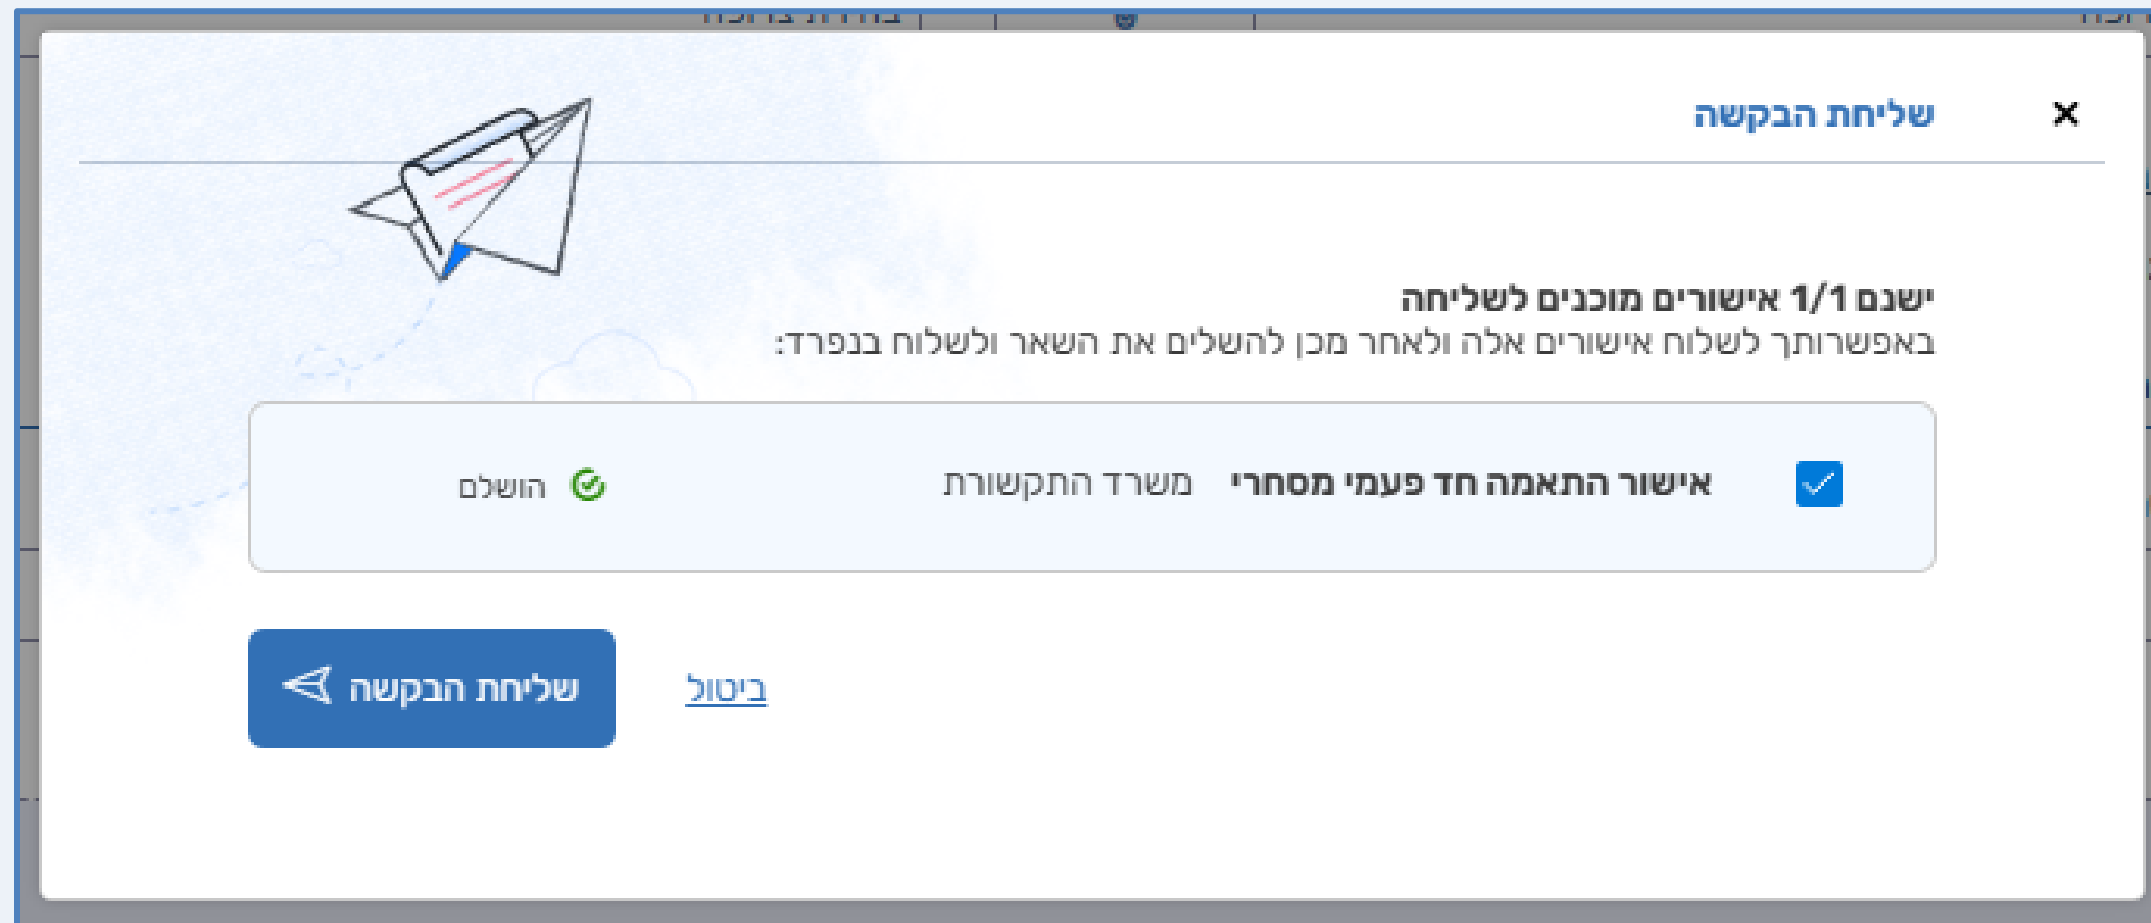 שליחת הבקשה
ישנם 1/1 אישורים מוכנים לשליחה
באפשרותך לשלוח אישורים אלה ולאחר מכן להשלים את השאר ולשלוח בנפרד:
אישור התאמה חד פעמי מסחרי משרד התקשורת הושלם
ביטול שליחת הבקשה